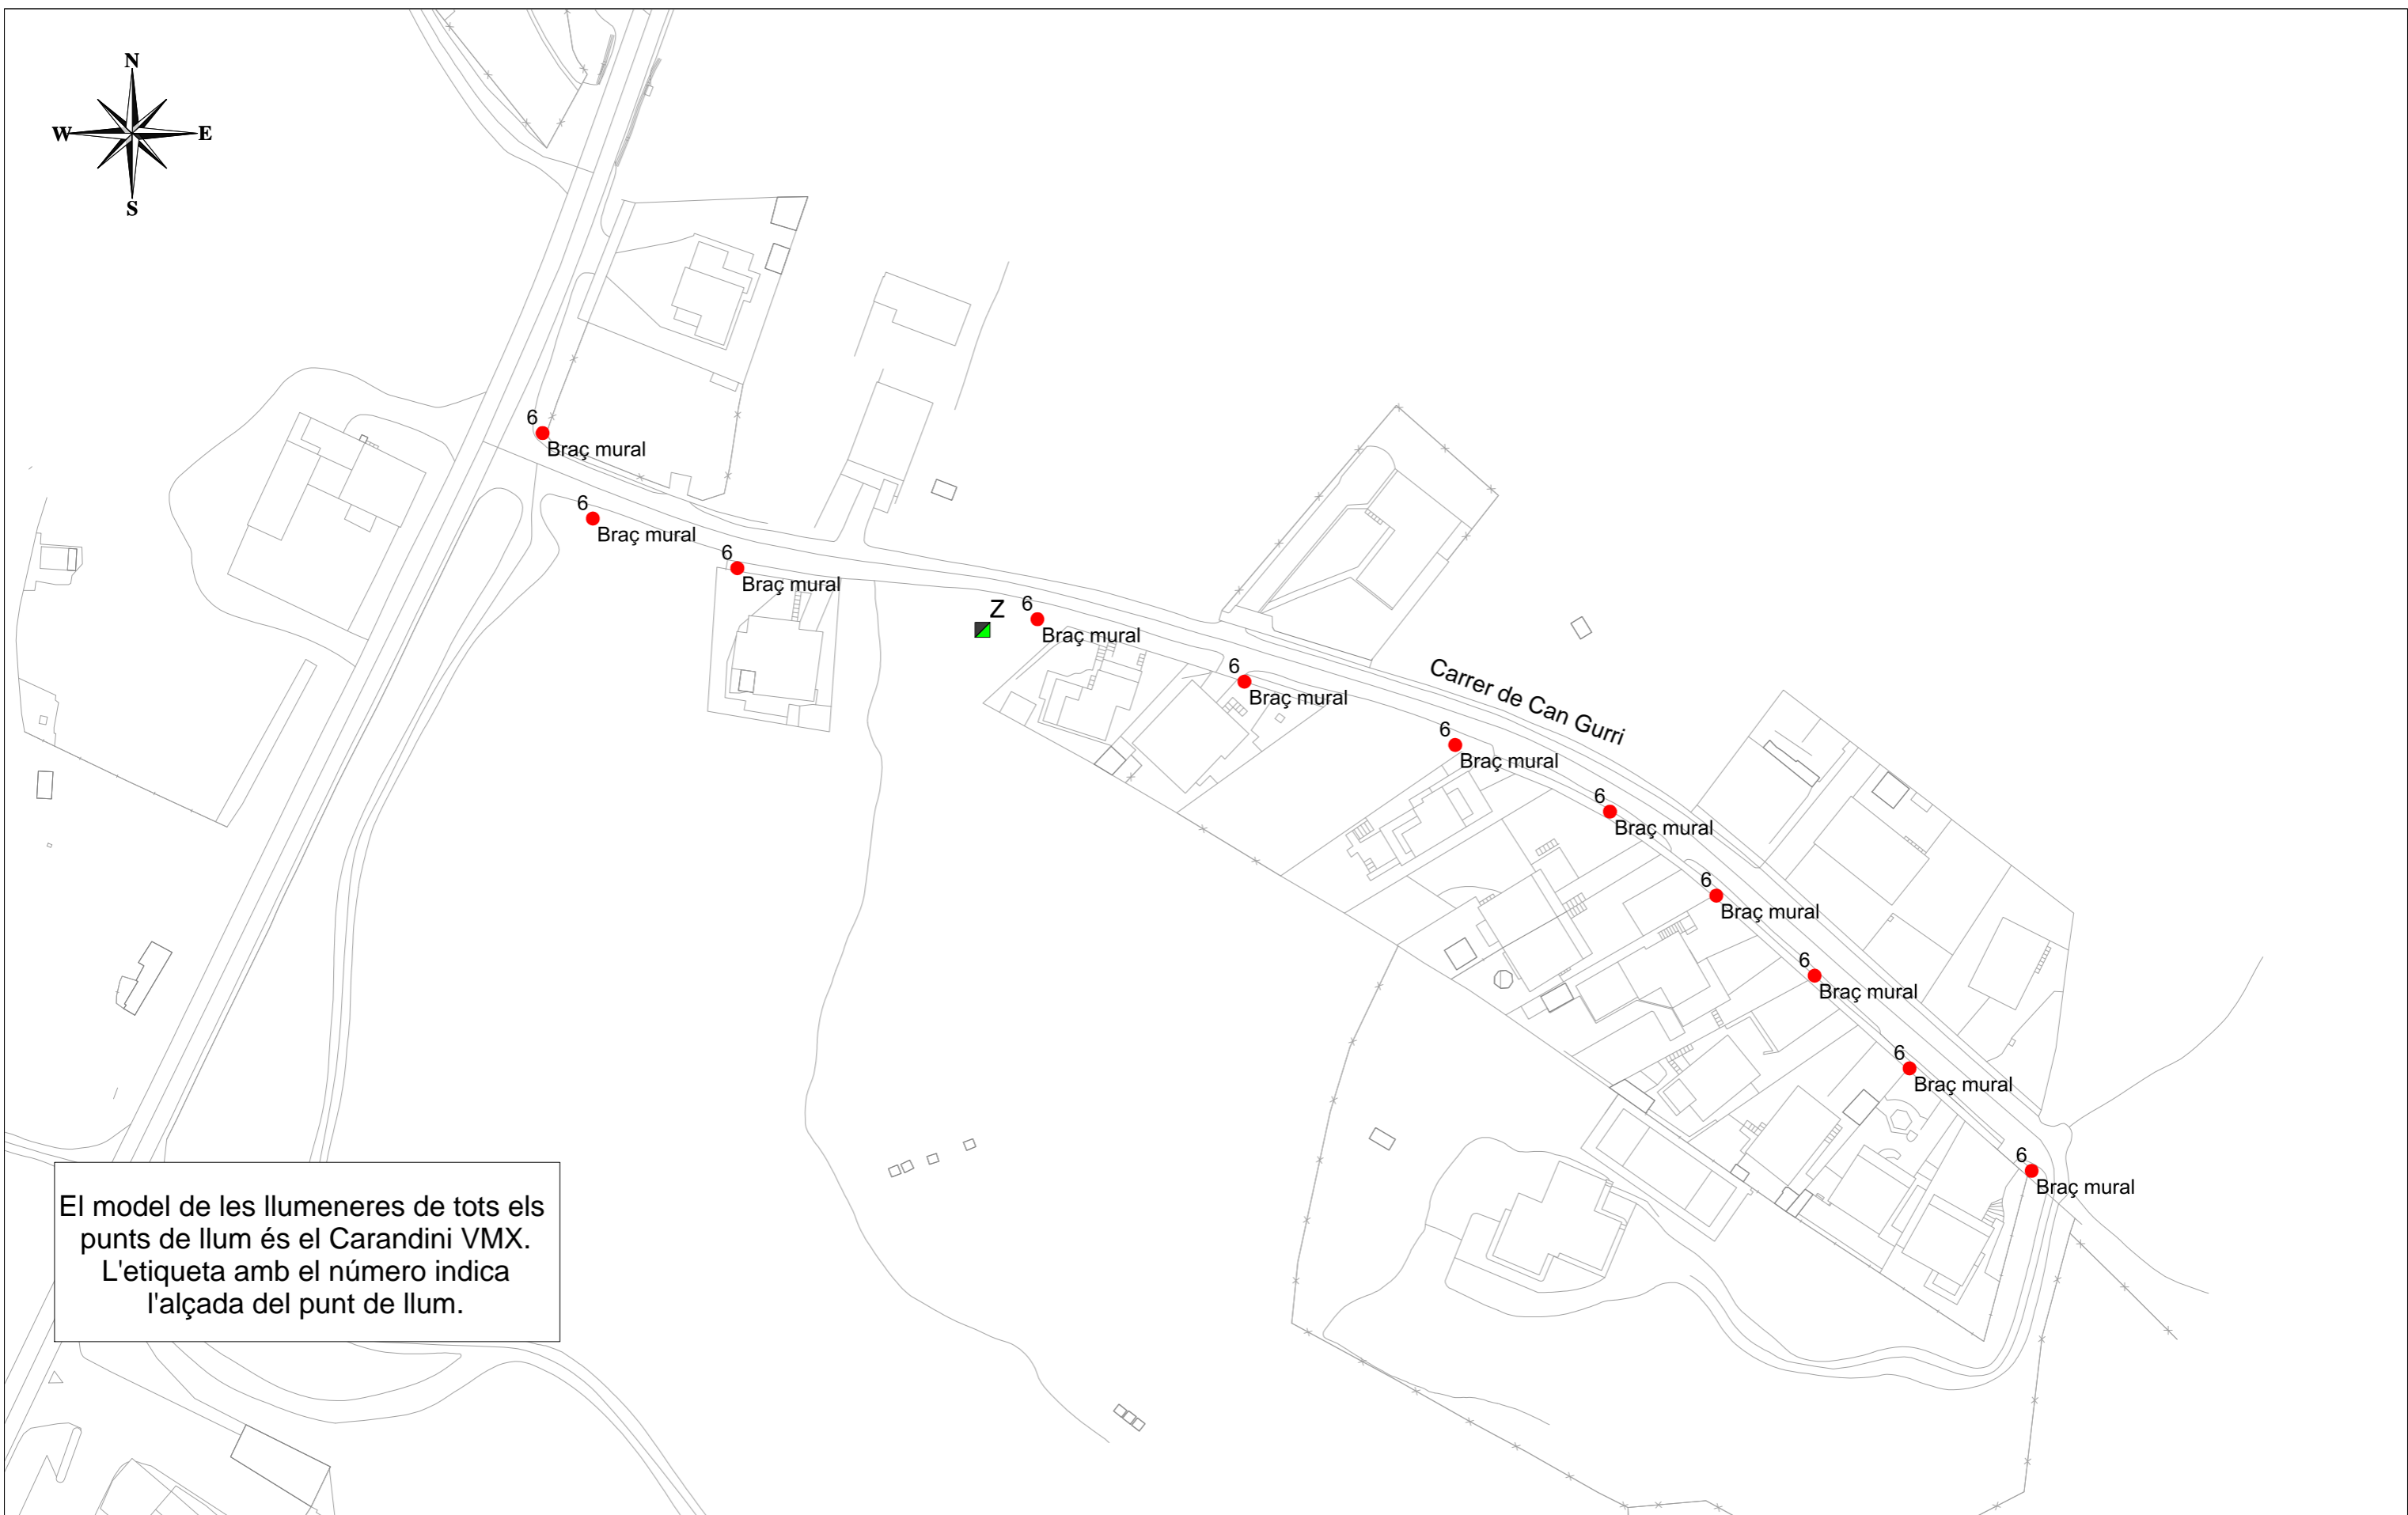 N
W E
S
6
Braç mural
6
Braç mural
6
Braç mural
Z
6
Braç mural
6
Braç mural
Carrer de Can Gurri
6
Braç mural
6
Braç mural
6
Braç mural
6
Braç mural
6
Braç mural
6
Braç mural
El model de les llumeneres de tots els
punts de llum és el Carandini VMX.
L'etiqueta amb el número indica
l'alçada del punt de llum.